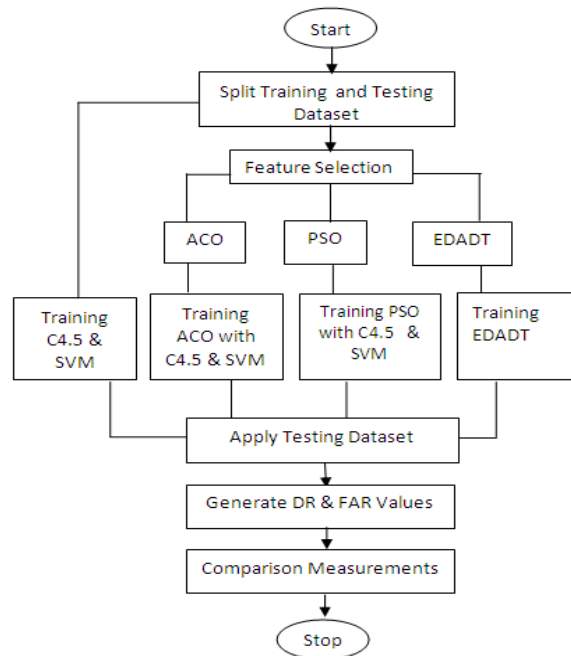 Start
Split Training and Testing
Dataset
Feature Selection
ACO
PSO
EDADT
Training
C4.5 &
SVM
Training
ACO with
C4.5 & SVM
Training PSO
with C4.5 &
SVM
Training
EDADT
Apply Testing Dataset
Generate DR & FAR Values
Comparison Measurements
Stop